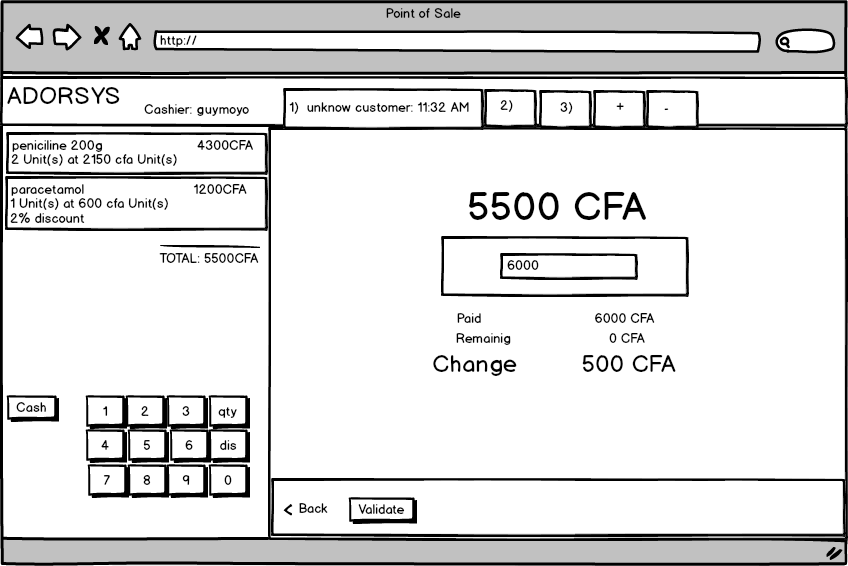 Point of Sale
http://
ADORSYS
Cashier: guymoyo
1) unknow customer: 11:32 AM
2)
3)
+
-
peniciline 200g 4300CFA
2 Unit(s) at 2150 cfa Unit(s)
paracetamol 1200CFA
1 Unit(s) at 600 cfa Unit(s)
2% discount
TOTAL: 5500CFA
Cash
1 2 3 qty
4 5 6 dis
7 8 9 0
5500 CFA
6000
Paid 6000 CFA
Remainig 0 CFA
Change 500 CFA
Back
Validate